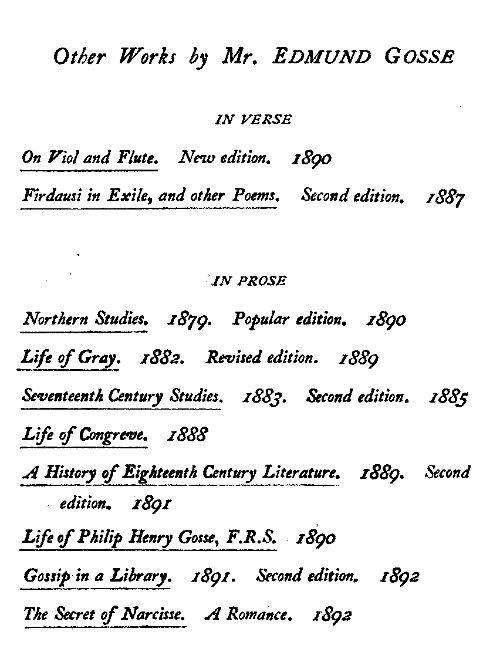 Other Works by Mr. EDMUND GOSSE
IN VERSE
On Viol and Flute. New edition. 1890
Firdausi in Exile, and other Poems. Second edition. 1887
IN PROSE
Northern Studies. 1879. Popular edition. 1890
Life of Gray. 1882. Revised edition. 1889
Seventeenth Century Studies. 1883. Second edition. 1885
Life of Congreve. 1888
A History of Eighteenth Century Literature. 1889. Second
edition. 1891
Life of Philip Henry Gosse, F.R.S. 1890
Gossip in a Library. 1891. Second edition. 1892
The Secret of Narcisse. A Romance. 1892